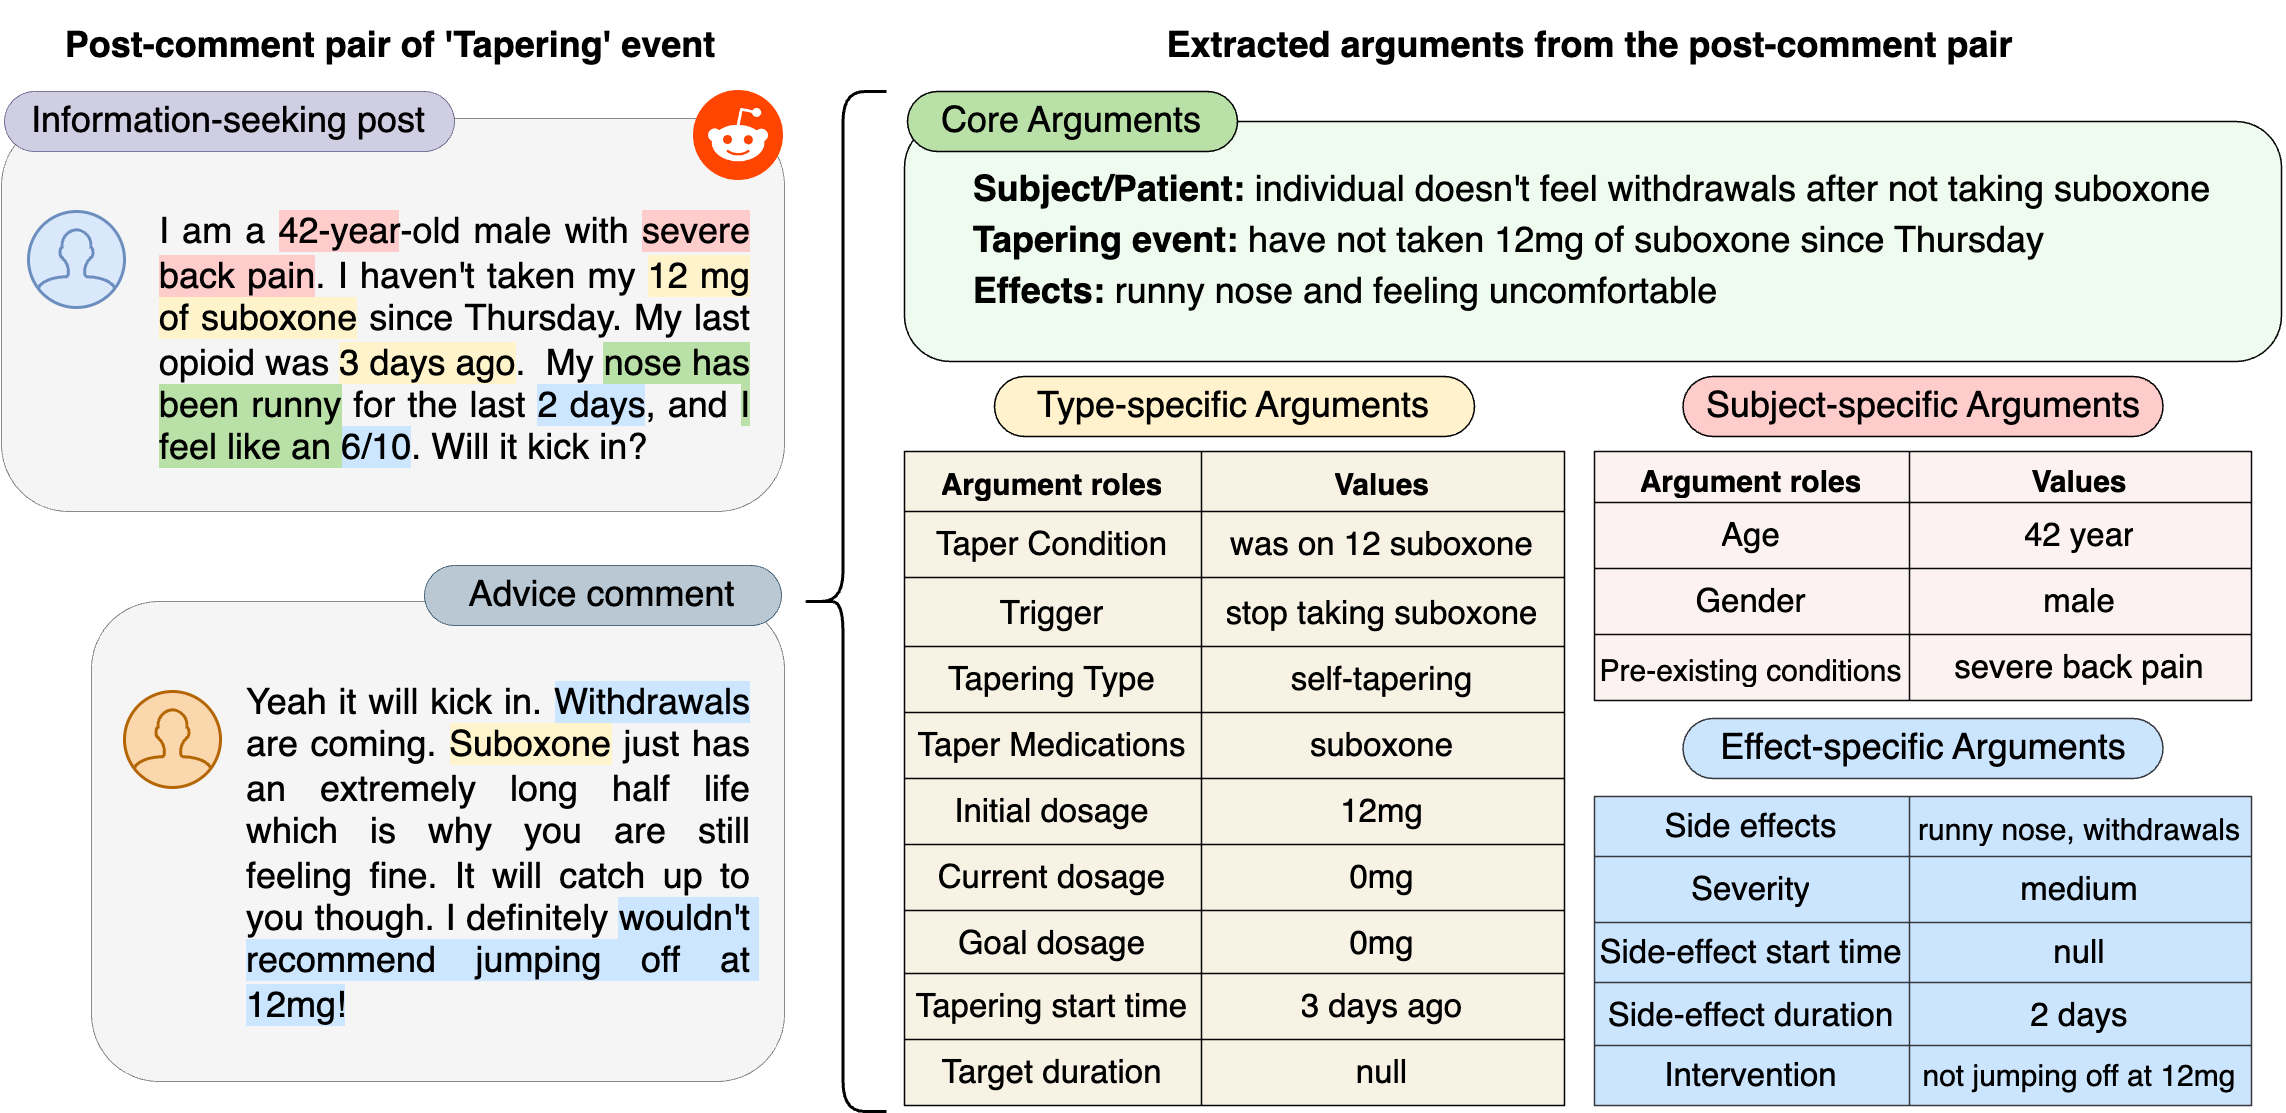 Post-comment pair of 'Tapering' event
Information-seeking post
I am a 42-year-old male with severe
back pain. I haven't taken my 12 mg
of suboxone since Thursday. My last
opioid was 3 days ago. My nose has
been runny for the last 2 days, and I
feel like an 6/10. Will it kick in?
Advice comment
Yeah it will kick in. Withdrawals
are coming. Suboxone just has
an extremely long half life
which is why you are still
feeling fine. It will catch up to
you though. I definitely wouldn't
recommend jumping off at
12mg!
Extracted arguments from the post-comment pair
Core Arguments
Subject/Patient: individual doesn't feel withdrawals after not taking suboxone
Tapering event: have not taken 12mg of suboxone since Thursday
Effects: runny nose and feeling uncomfortable
Type-specific Arguments
Argument roles Values
Taper Condition was on 12 suboxone
Trigger stop taking suboxone
Tapering Type self-tapering
Taper Medications suboxone
Initial dosage 12mg
Current dosage 0mg
Goal dosage 0mg
Tapering start time 3 days ago
Target duration null
Subject-specific Arguments
Argument roles Values
Age 42 year
Gender male
Pre-existing conditions severe back pain
Effect-specific Arguments
Side effects runny nose, withdrawals
Severity medium
Side-effect start time null
Side-effect duration 2 days
Intervention not jumping off at 12mg